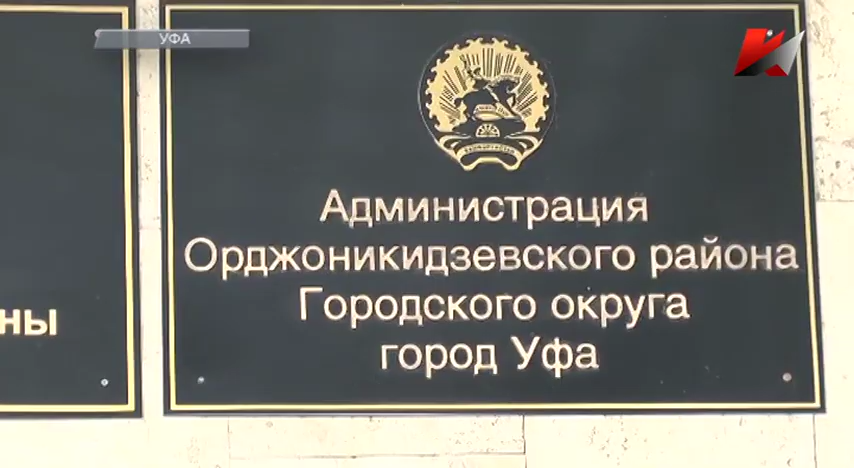 УФА
Администрация
Орджоникидзевского района
Городского округа
город Уфа
ны